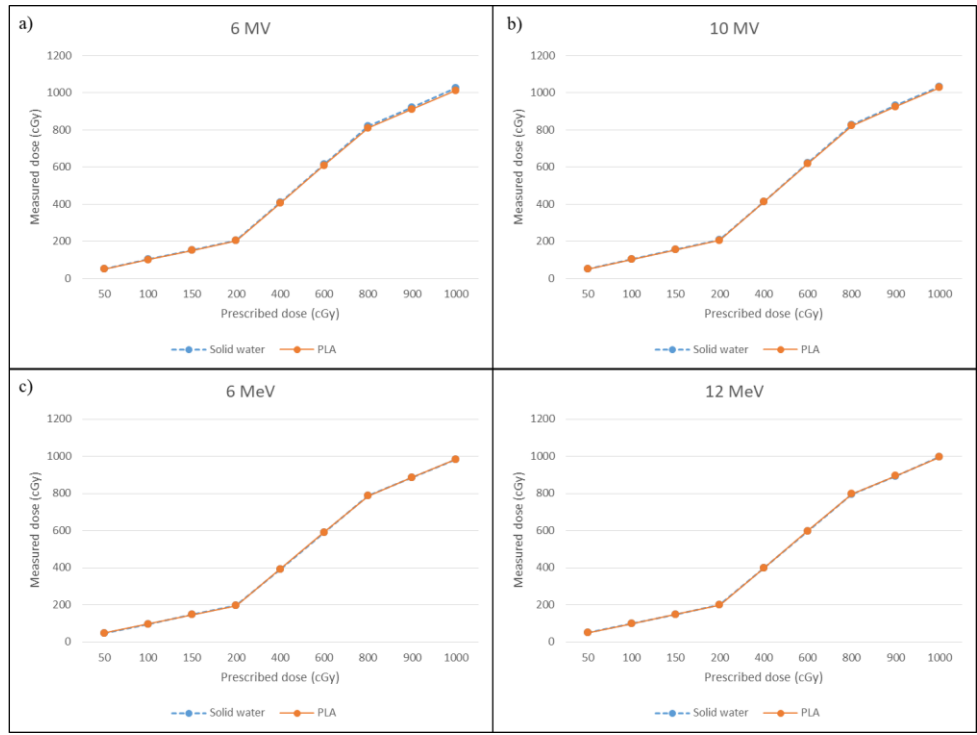 a)
6 MV
1200
1000
800
600
400
200
0
Measured dose (cGy)
50 100 150 200 400 600 800 900 1000
Prescribed dose (cGy)
Solid water PLA
b)
10 MV
1200
1000
800
600
400
200
0
Measured dose (cGy)
50 100 150 200 400 600 800 900 1000
Prescribed dose (cGy)
Solid water PLA
c)
6 MeV
1200
1000
800
600
400
200
0
Measured dose (cGy)
50 100 150 200 400 600 800 900 1000
Prescribed dose (cGy)
Solid water PLA
12 MeV
1200
1000
800
600
400
200
0
Measured dose (cGy)
50 100 150 200 400 600 800 900 1000
Prescribed dose (cGy)
Solid water PLA